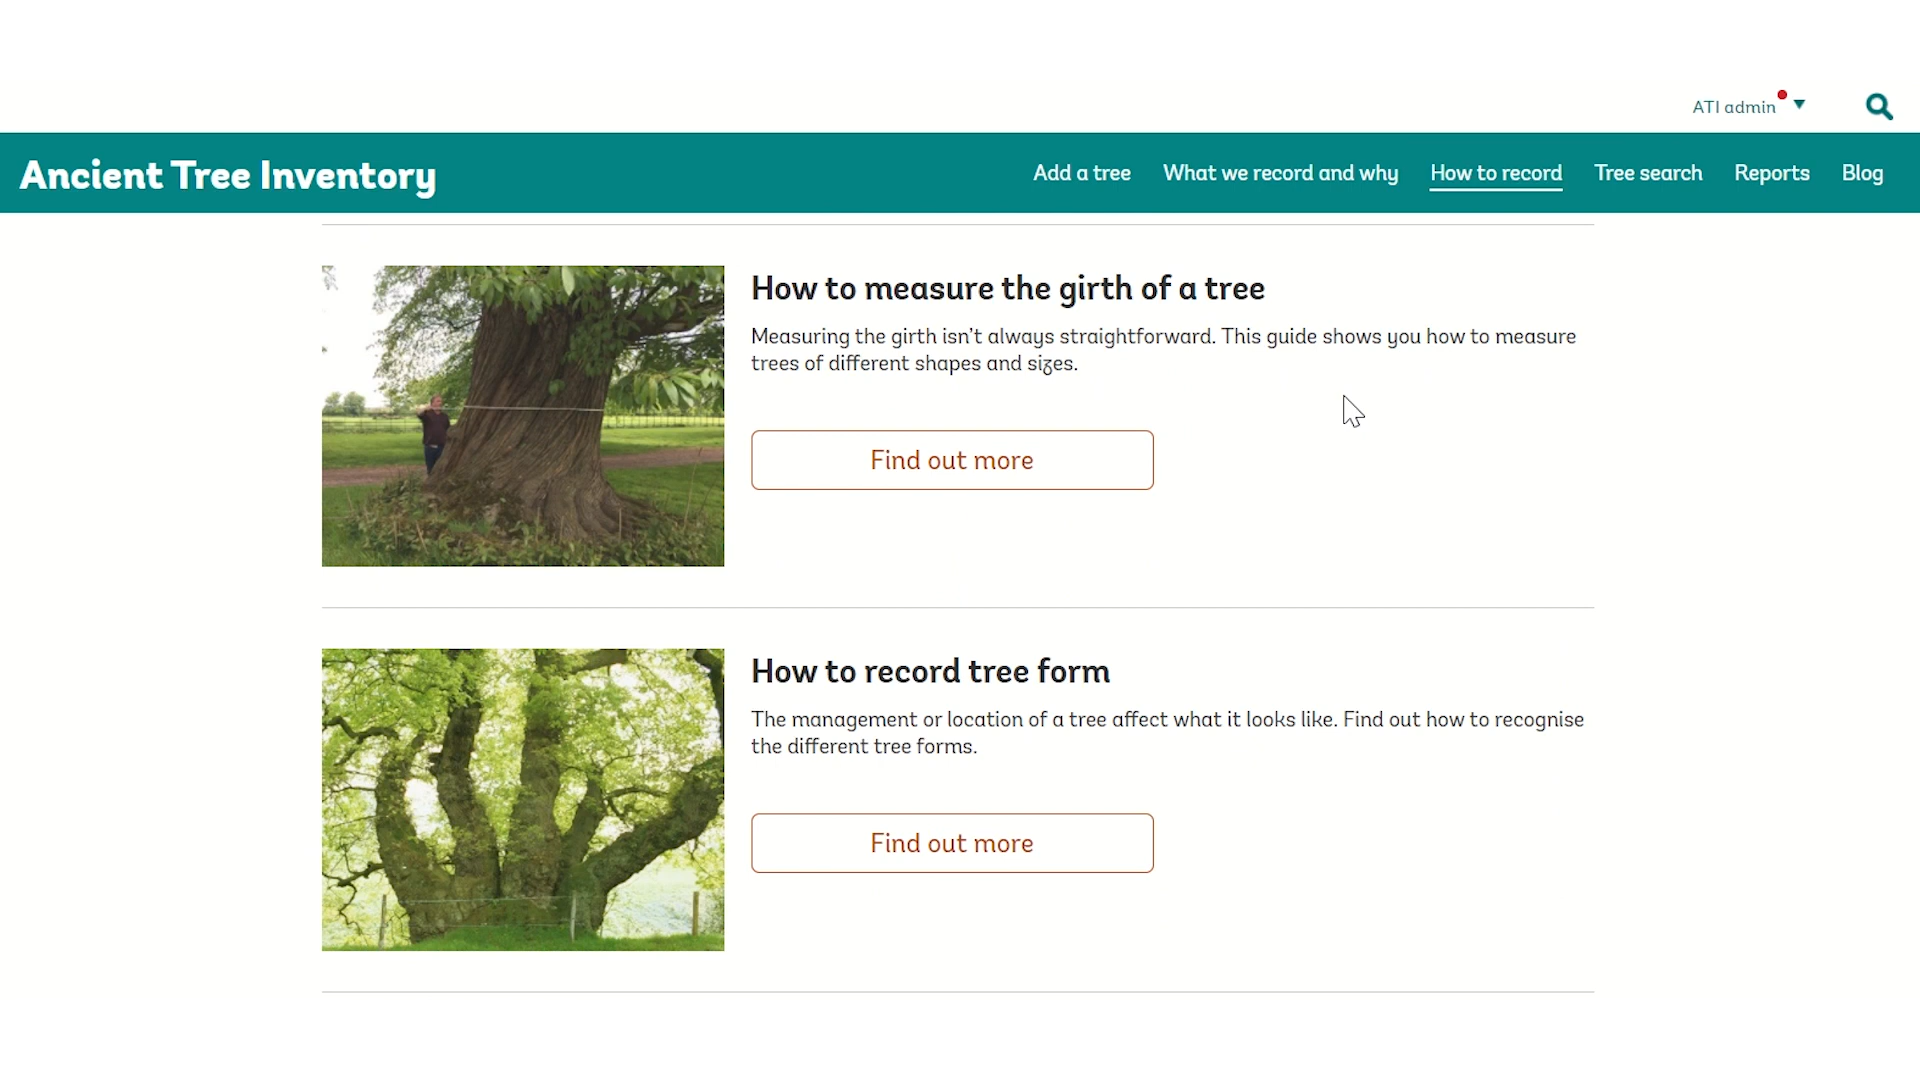 ATI admin
Ancient Tree Inventory
Add a tree
What we record and why
How to record
Tree search
Reports
Blog
How to measure the girth of a tree
Measuring the girth isn't always straightforward. This guide shows you how to measure
trees of different shapes and sizes.
Find out more
How to record tree form
The management or location of a tree affect what it looks like. Find out how to recognise
the different tree forms.
Find out more